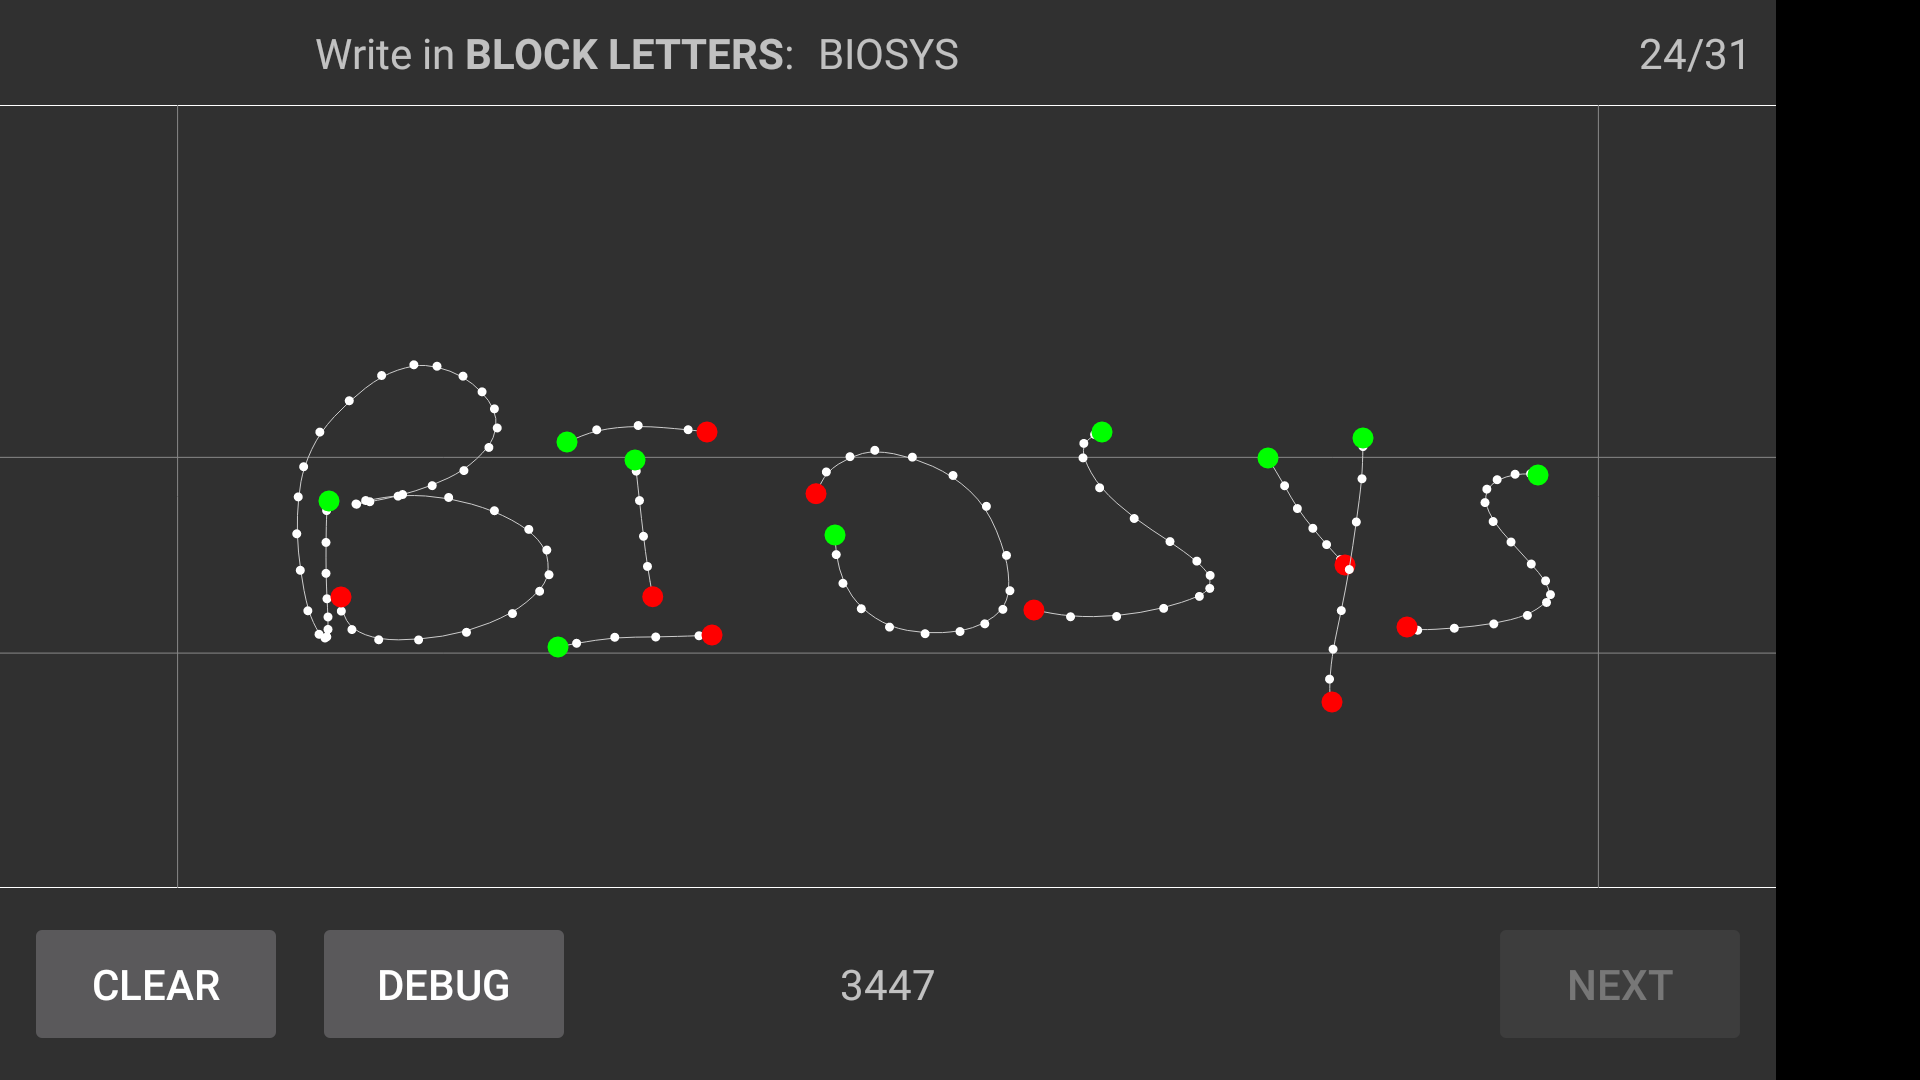 Write in BLOCK LETTERS: BIOSYS 24/31
BIOSYS
CLEAR DEBUG 3447 NEXT